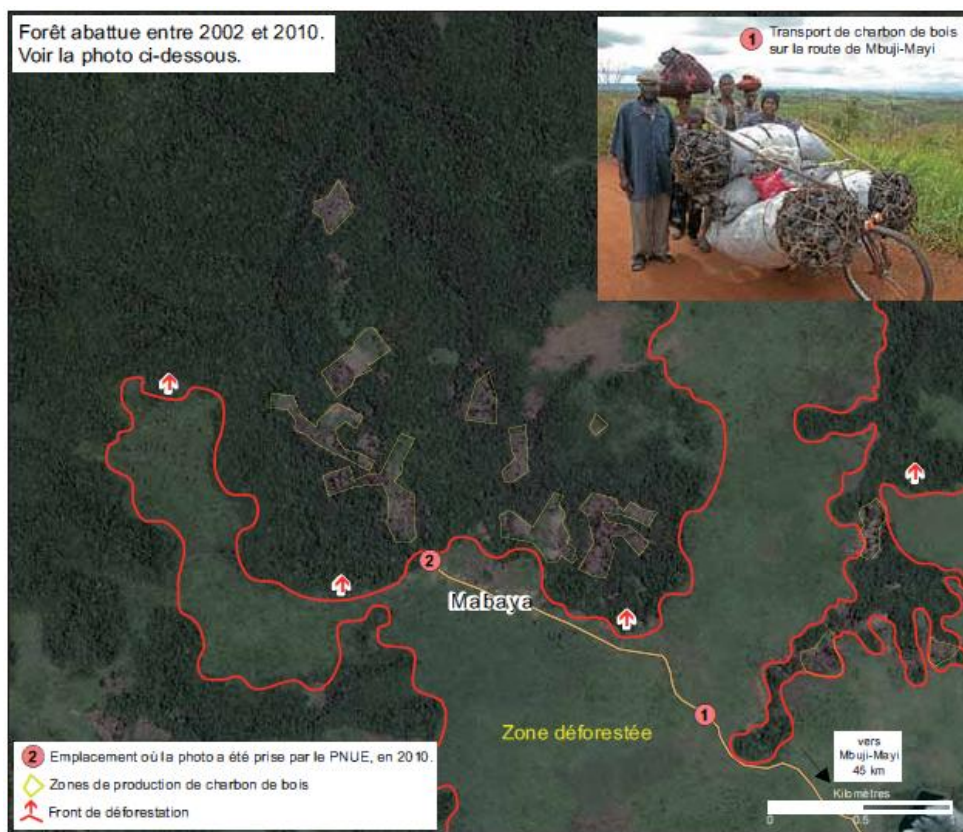 Forêt abattue entre 2002 et 2010.
Voir la photo ci-dessous.
1 Transport de charbon de bois
sur la route de Mbuji-Mayi
2
Mabaya
1
Zone déforestée
vers
Mbuji-Mayi
45 km
Kilomètres
0 0.5
2 Emplacement où la photo a été prise par le PNUE, en 2010.
Zones de production de charbon de bois
Front de déforestation